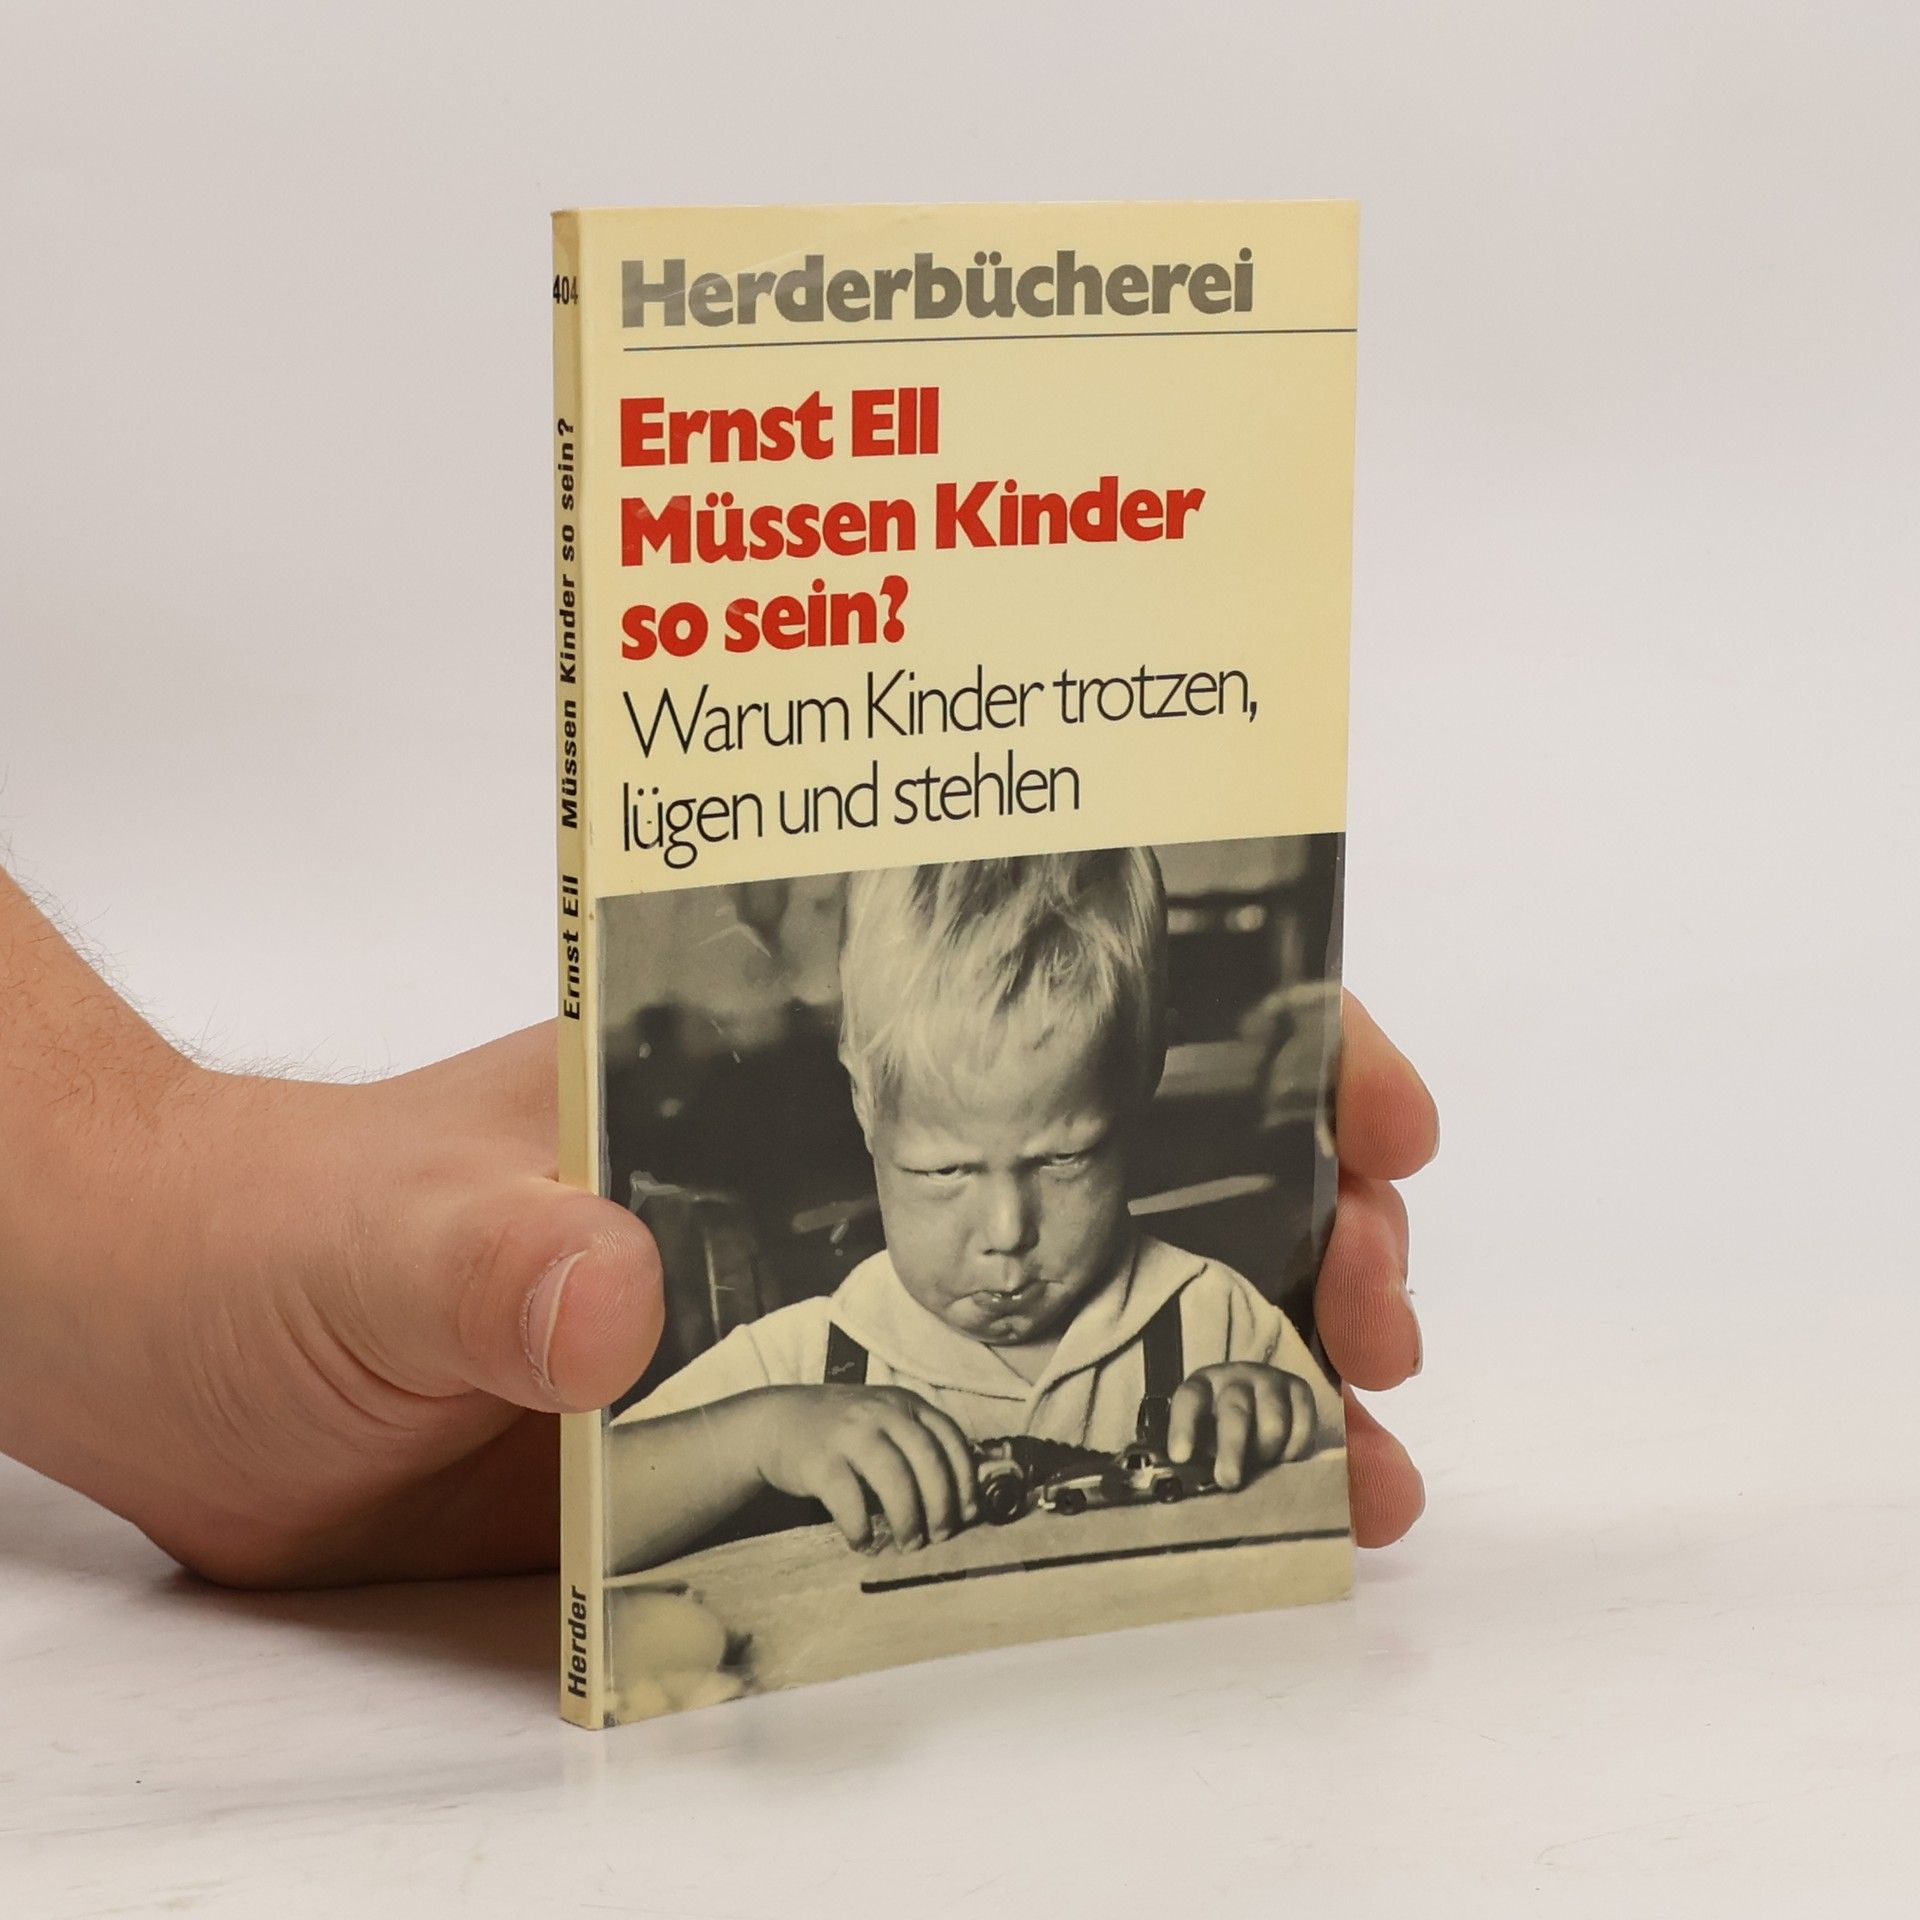 Herderbücherei
Ernst Ell
Müssen Kinder
so sein?
Warum Kinder trotzen,
lügen und stehlen
404
Ernst Ell Müssen Kinder so sein?
Herder